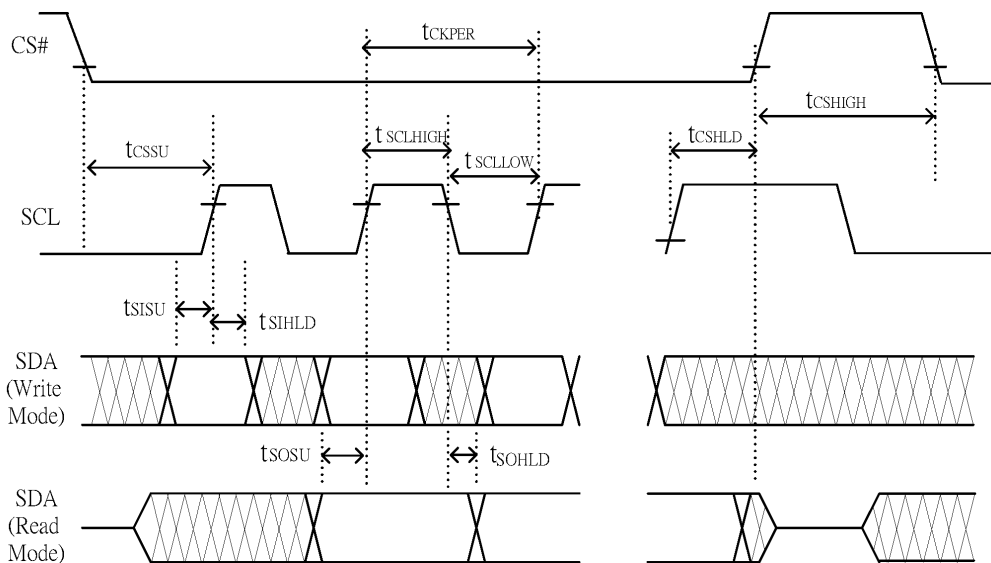 CS#
tCKPER
tCSHIGH
tSCLHIGH
tCSHLD
tCSSU
tSCLLOW
SCL
tSISU
tSIHLD
SDA
(Write
Mode)
tSOSU
tSOHLD
SDA
(Read
Mode)